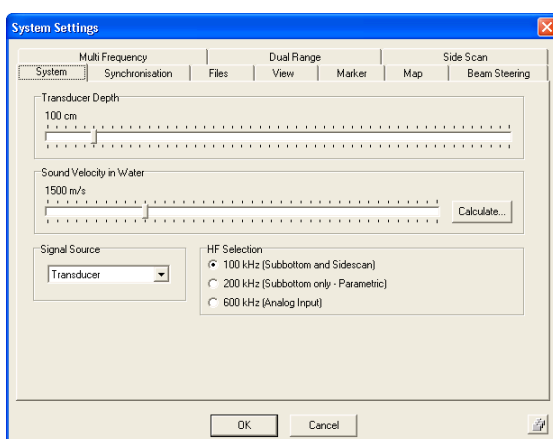 System Settings
Multi Frequency Dual Range Side Scan
System Synchronisation Files View Marker Map Beam Steering
Transducer Depth
100 cm
Sound Velocity in Water
1500 m/s
Calculate...
Signal Source
Transducer
HF Selection
100 kHz (Subbottom and Sidescan)
200 kHz (Subbottom only - Parametric)
600 kHz (Analog Input)
OK Cancel